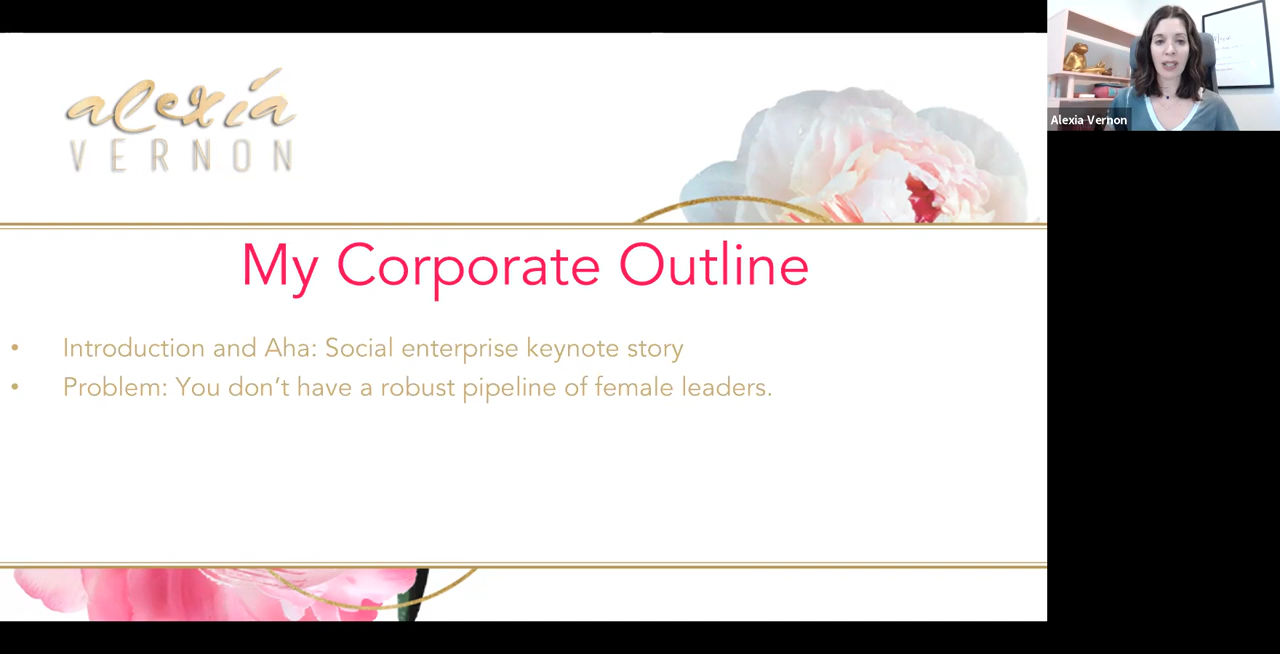 alexia
VERNON
My Corporate Outline
• Introduction and Aha: Social enterprise keynote story
• Problem: You don’t have a robust pipeline of female leaders.
Alexia Vernon